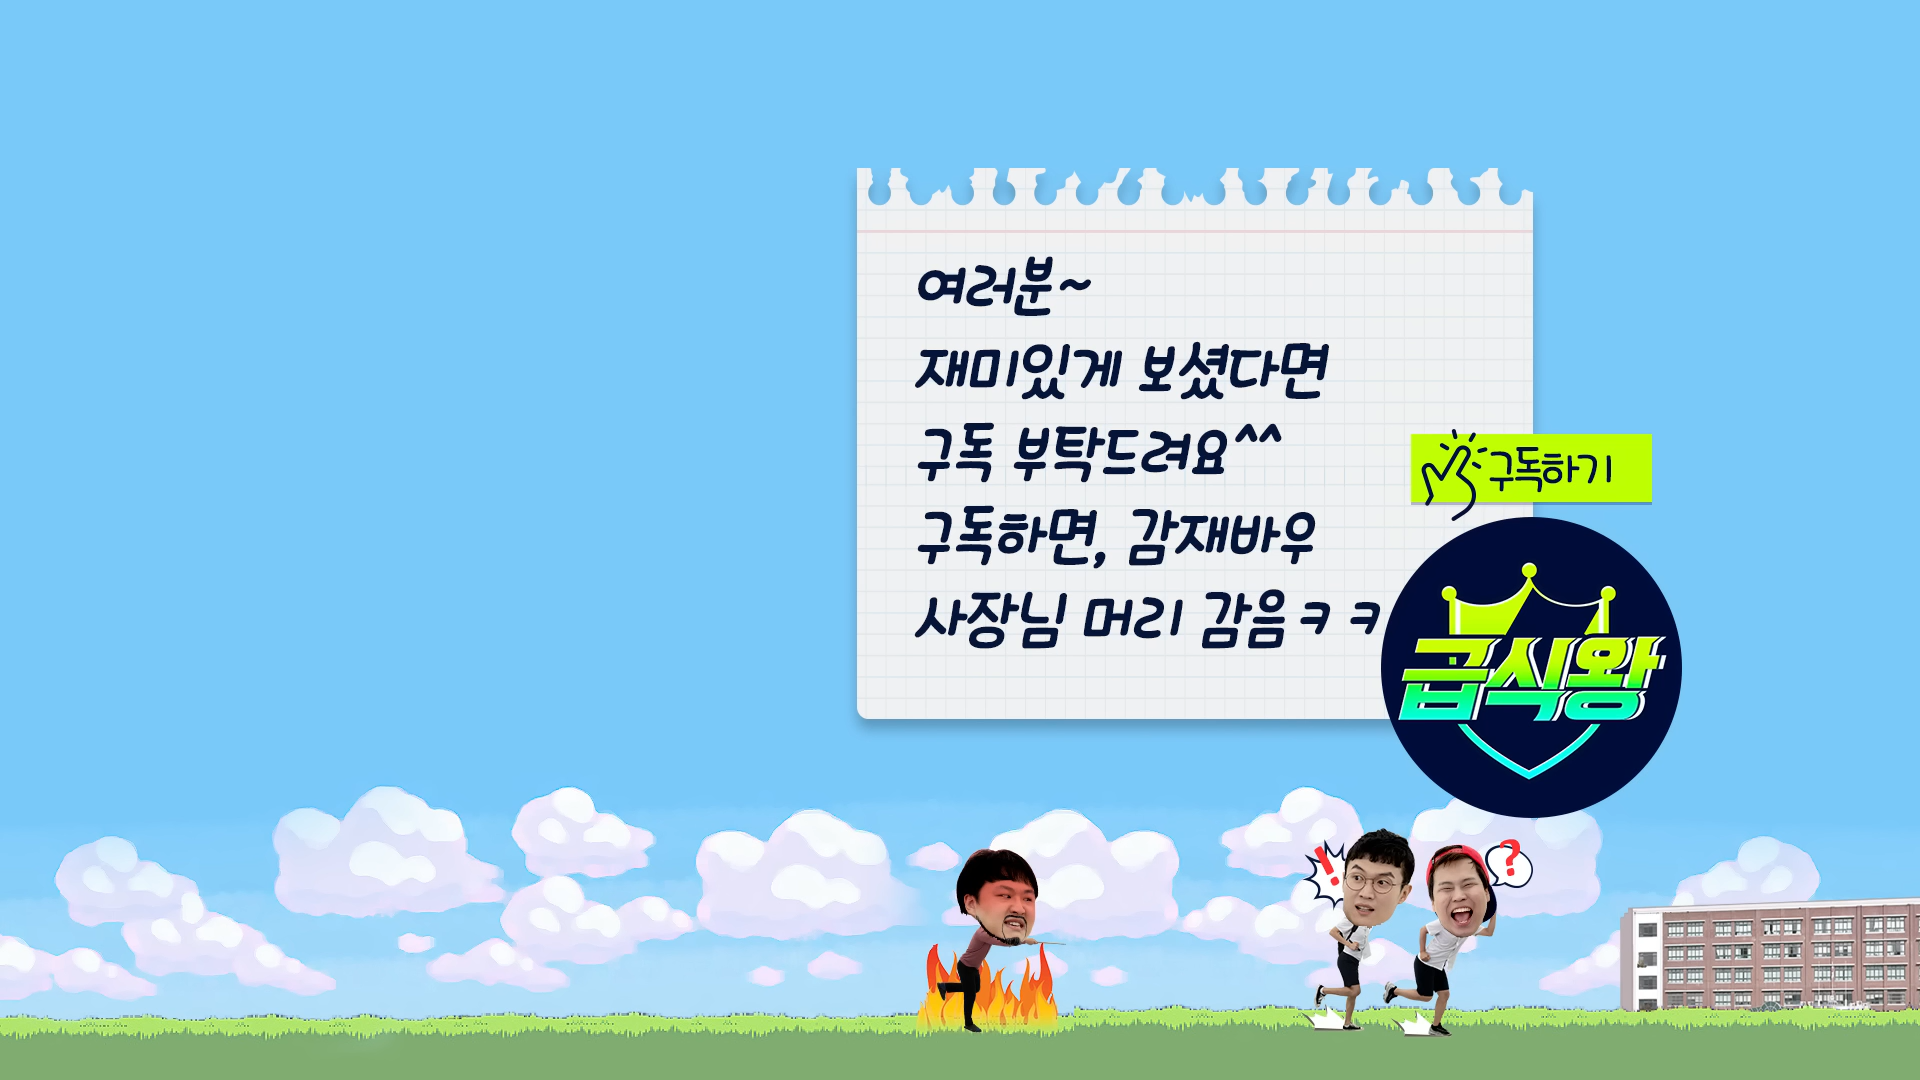 여러분~
재미있게 보셨다면
구독 부탁드려요^^
구독하면, 감재바우
사장님 머리 감음ㅋㅋ
구독하기
급식왕
!
?